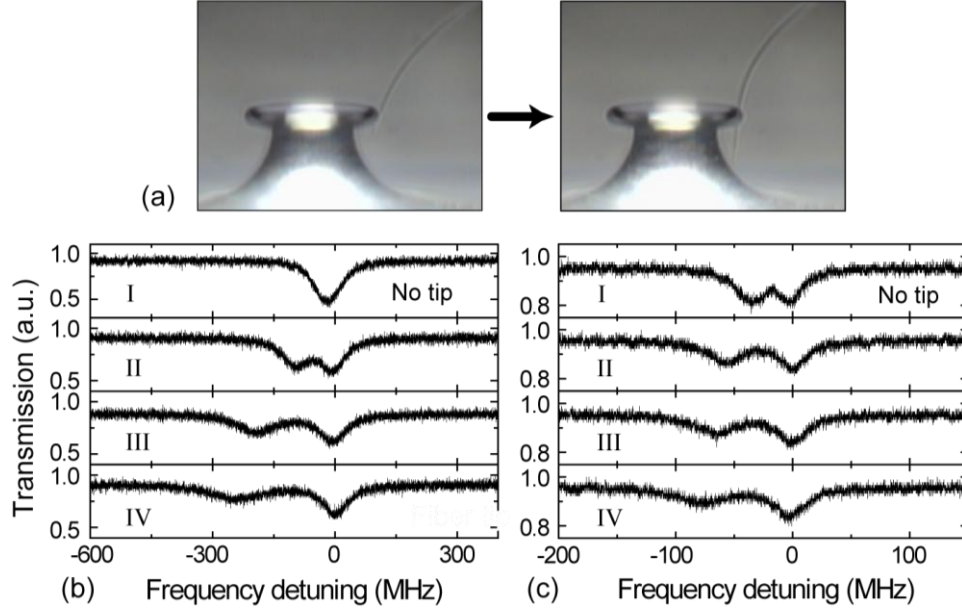 (a)
1.0
0.5
I
No tip
1.0
0.5
II
1.0
0.5
III
1.0
0.5
IV
-600
-300
0
300
Transmission (a.u.)
(b)
Frequency detuning (MHz)
1.0
0.8
I
No tip
1.0
0.8
II
1.0
0.8
III
1.0
0.8
IV
-200
-100
0
100
(c)
Frequency detuning (MHz)